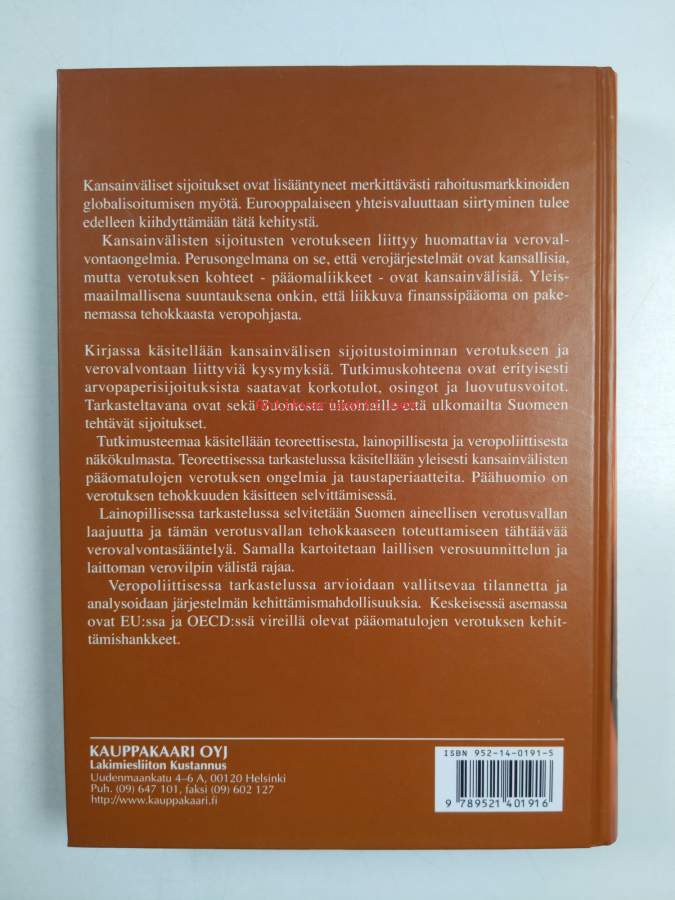 Kansainväliset sijoitukset ovat lisääntyneet merkittävästi rahoitusmarkkinoiden
globalisoitumisen myötä. Eurooppalaiseen yhteisvaluuttaan siirtyminen tulee
edelleen kiihdyttämään tätä kehitystä.
Kansainvälisten sijoitusten verotukseen liittyy huomattavia veroval-
vontaongelmia. Perusongelmana on se, että verojärjestelmät ovat kansallisia,
mutta verotuksen kohteet - pääomaliikkeet - ovat kansainvälisiä. Yleis-
maailmallisena suuntauksena onkin, että liikkuva finanssipääoma on pake-
nemassa tehokkaasta veropohjasta.
Kirjassa käsitellään kansainvälisen sijoitustoiminnan verotukseen ja
verovalvontaan liittyviä kysymyksiä. Tutkimuskohteena ovat erityisesti
arvopaperisijoituksista saatavat korkotulot, osingot ja luovutusvoitot.
Tarkasteltavana ovat sekä Suomesta ulkomaille että ulkomailta Suomeen
tehtävät sijoitukset.
Tutkimusteemaa käsitellään teoreettisesta, lainopillisesta ja veropoliittisesta
näkökulmasta. Teoreettisessa tarkastelussa käsitellään yleisesti kansainvälisten
pääomatulojen verotuksen ongelmia ja taustaperiaatteita. Päähuomio on
verotuksen tehokkuuden käsitteen selvittämisessä.
Lainopillisessa tarkastelussa selvitetään Suomen aineellisen verotusvallan
laajuutta ja tämän verotusvallan tehokkaaseen toteuttamiseen tähtäävää
verovalvontasääntelyä. Samalla kartoitetaan laillisen verosuunnittelun ja
laittoman verovilpin välistä rajaa.
Veropoliittisessa tarkastelussa arvioidaan vallitsevaa tilannetta ja
analysoidaan järjestelmän kehittämismahdollisuuksia. Keskeisessä asemassa
ovat EU:ssa ja OECD:ssä vireillä olevat pääomatulojen verotuksen kehit-
tämishankkeet.
KAUPPAKAARI OYJ
Lakimiesliiton Kustannus
Uudenmaankatu 4–6 A, 00120 Helsinki
Puh. (09) 647 101, faksi (09) 602 127
http://www.kauppakaari.fi
ISBN 952-14-0191-5
9 789521 401916